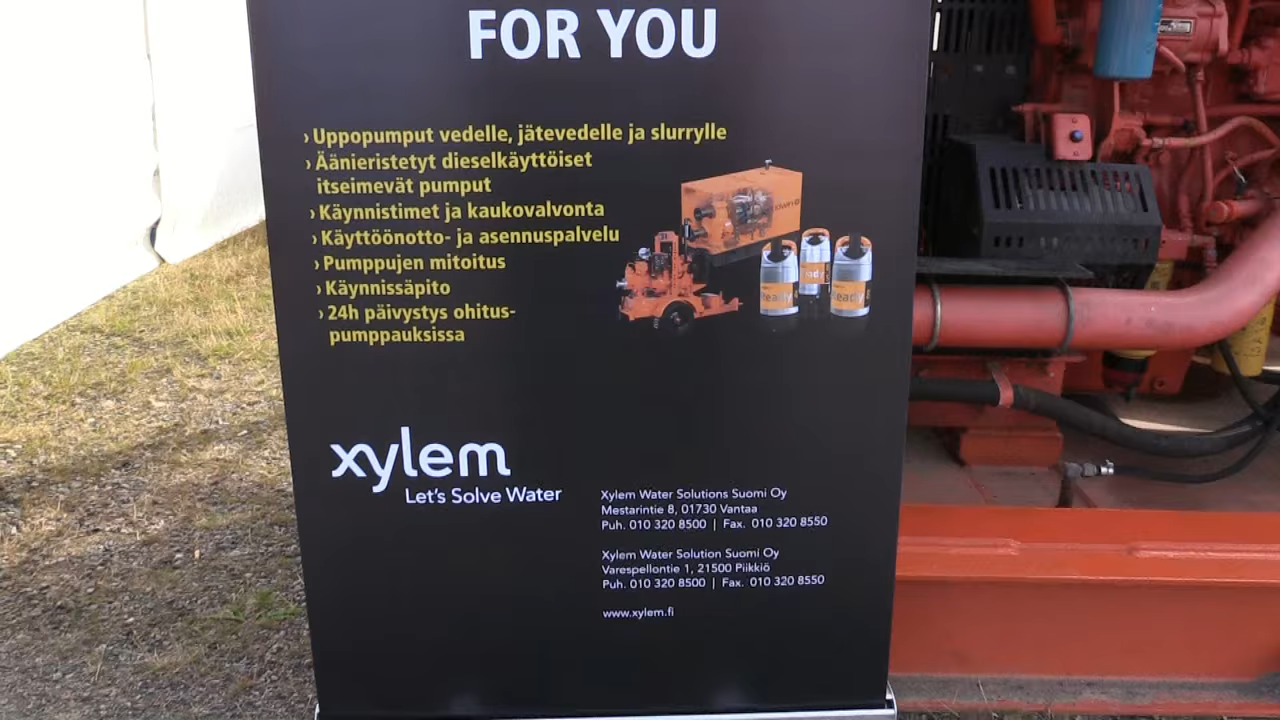 FOR YOU
› Uppopumput vedelle, jätevedelle ja slurrylle
› Äänieristetyt dieselkäyttöiset
itseimevät pumput
› Käynnistimet ja kaukovalvonta
› Käyttöönotto- ja asennuspalvelu
› Pumppujen mitoitus
› Käynnissäpito
› 24h päivystys ohitus-
pumppauksissa
Ready
Ready
xylem
Let's Solve Water
Xylem Water Solutions Suomi Oy
Mestarintie 8, 01730 Vantaa
Puh. 010 320 8500 | Fax. 010 320 8550
Xylem Water Solution Suomi Oy
Varespellontie 1, 21500 Piikkiö
Puh. 010 320 8500 | Fax. 010 320 8550
www.xylem.fi